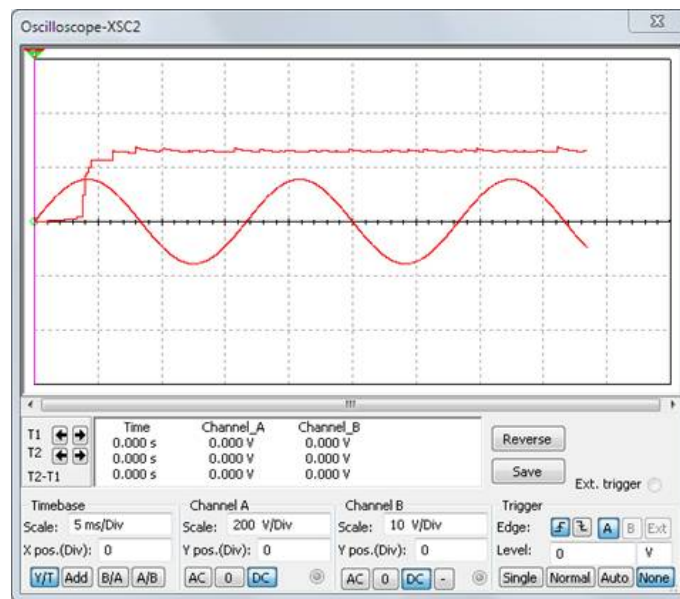 Oscilloscope-XSC2
T1
T2
T2-T1
Time Channel_A Channel_B
0.000 s 0.000 V 0.000 V
0.000 s 0.000 V 0.000 V
0.000 s 0.000 V 0.000 V
Reverse
Save
Ext. trigger
Timebase
Scale: 5 ms/Div
X pos.(Div): 0
Y/T Add B/A A/B
Channel A
Scale: 200 V/Div
Y pos.(Div): 0
AC 0 DC
Channel B
Scale: 10 V/Div
Y pos.(Div): 0
AC 0 DC -
Trigger
Edge: A B Ext
Level: 0 V
Single Normal Auto None